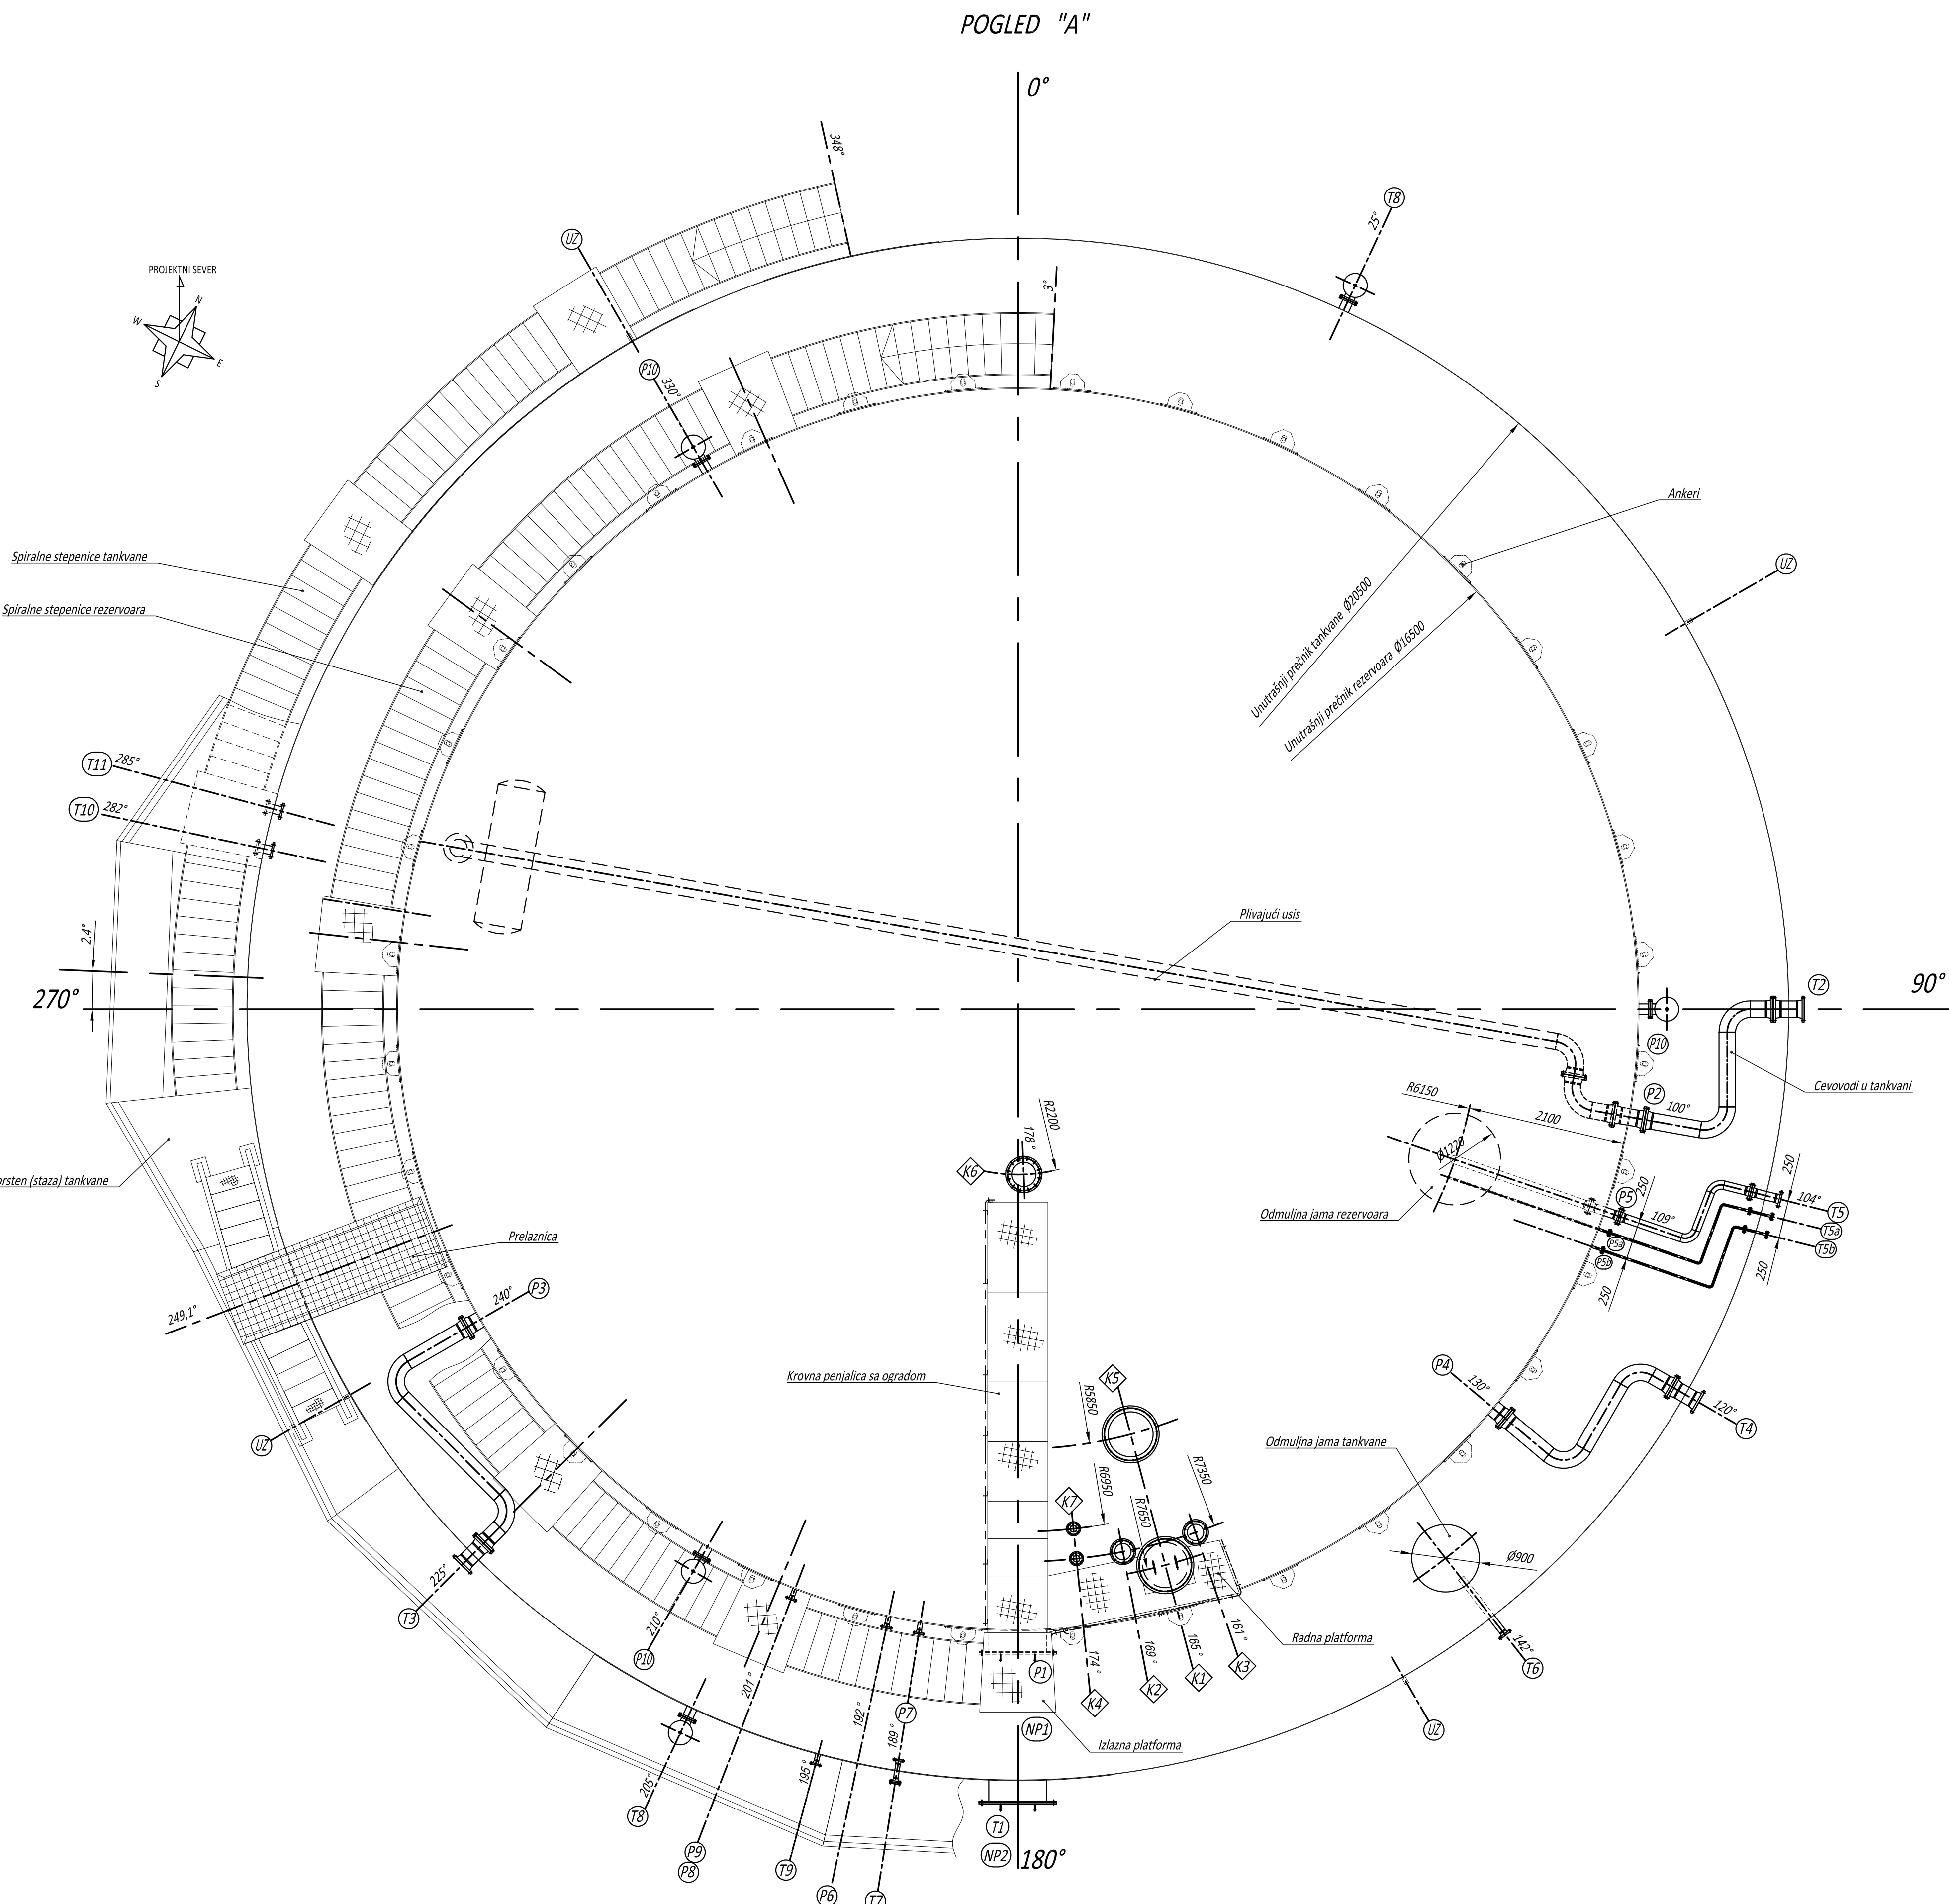 POGLED "A"
0°
348°
T8
25°
UZ
PROJEKTNI SEVER
N
W
E
S
3°
P10
330°
Ankeri
Spiralne stepenice tankvane
UZ
Unutrašnji prečnik tankvane Ø20500
Spiralne stepenice rezervoara
Unutrašnji prečnik rezervoara Ø16500
T11
285°
T10
282°
Plivajući usis
2.4°
270°
90°
T2
P10
Cevovodi u tankvani
R6150
P2
100°
2100
R2200
178°
Ø1220
K6
prsten (staza) tankvane
250
P5
250
104°
T5
109°
Odmuljna jama rezervoara
T5a
P5a
T5b
P5b
Prelaznica
250
250
240°
P3
249,1°
P4
130°
Krovna penjalica sa ogradom
K5
R5850
120°
T4
UZ
Odmuljna jama tankvane
R6950
R7350
K7
R7650
Ø900
225°
T3
210°
P10
161°
Radna platforma
142°
T6
174°
169°
165°
K3
P1
K1
K2
K4
201°
192°
P7
NP1
189°
UZ
Izlazna platforma
195°
205°
T8
T1
P9
P8
T9
NP2
180°
P6
T7